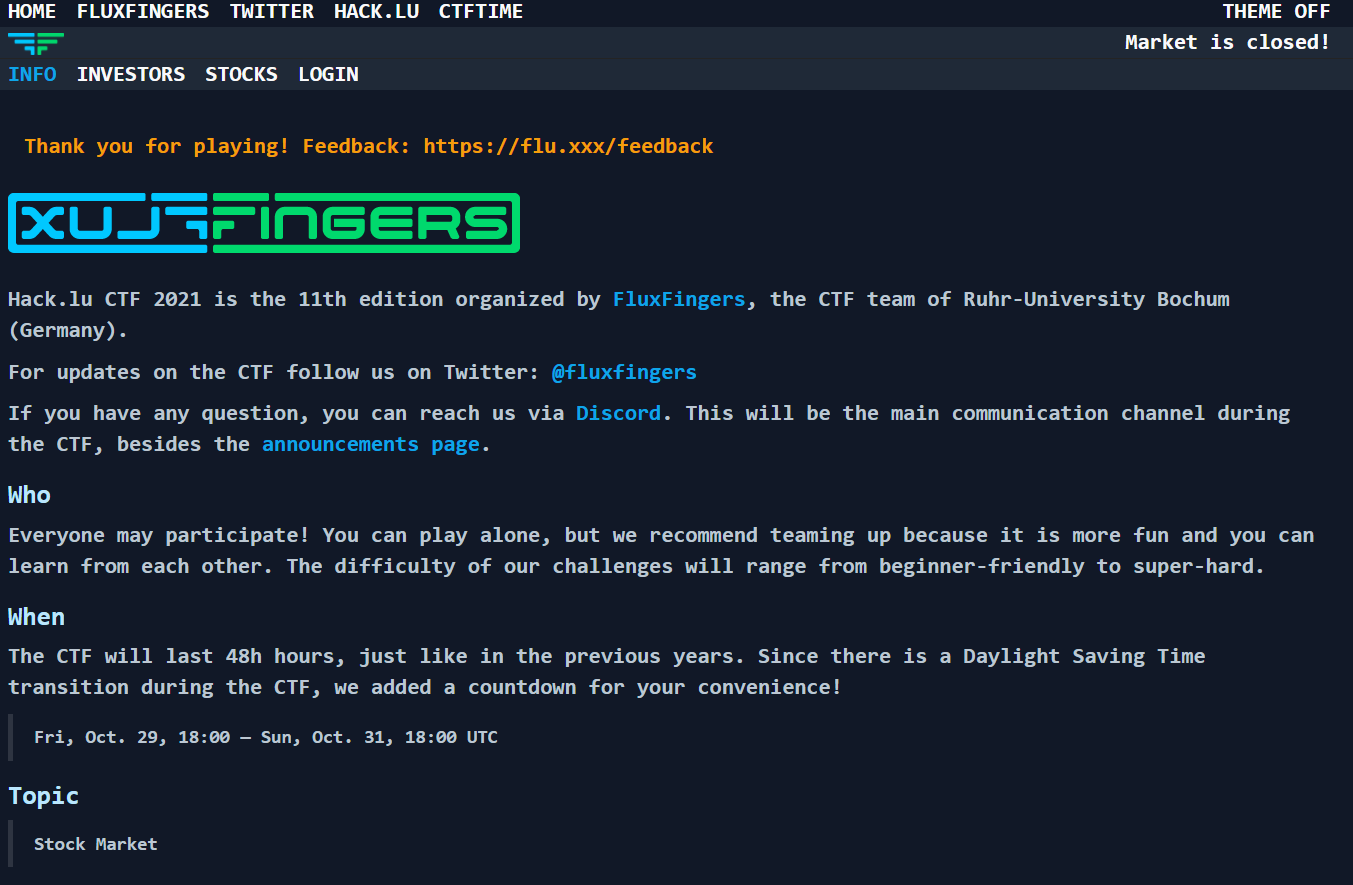 HOME FLUXFINGERS TWITTER HACK.LU CTFTIME THEME OFF
Market is closed!
INFO INVESTORS STOCKS LOGIN
Thank you for playing! Feedback: https://flu.xxx/feedback
FLUXFINGERS
Hack.lu CTF 2021 is the 11th edition organized by FluxFingers, the CTF team of Ruhr-University Bochum
(Germany).
For updates on the CTF follow us on Twitter: @fluxfingers
If you have any question, you can reach us via Discord. This will be the main communication channel during
the CTF, besides the announcements page.
Who
Everyone may participate! You can play alone, but we recommend teaming up because it is more fun and you can
learn from each other. The difficulty of our challenges will range from beginner-friendly to super-hard.
When
The CTF will last 48h hours, just like in the previous years. Since there is a Daylight Saving Time
transition during the CTF, we added a countdown for your convenience!
Fri, Oct. 29, 18:00 — Sun, Oct. 31, 18:00 UTC
Topic
Stock Market